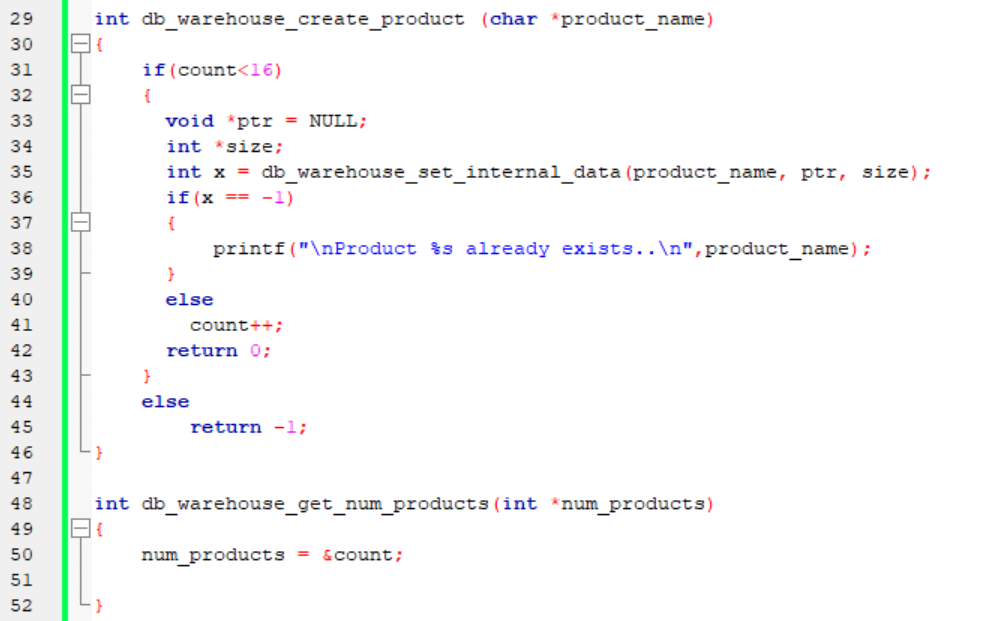 29 int db_warehouse_create_product (char *product_name)
30 {
31 if(count<16)
32 {
33 void *ptr = NULL;
34 int *size;
35 int x = db_warehouse_set_internal_data(product_name, ptr, size);
36 if(x == -1)
37 {
38 printf("\nProduct %s already exists..\n",product_name);
39 }
40 else
41 count++;
42 return 0;
43 }
44 else
45 return -1;
46 }
47
48 int db_warehouse_get_num_products(int *num_products)
49 {
50 num_products = &count;
51
52 }